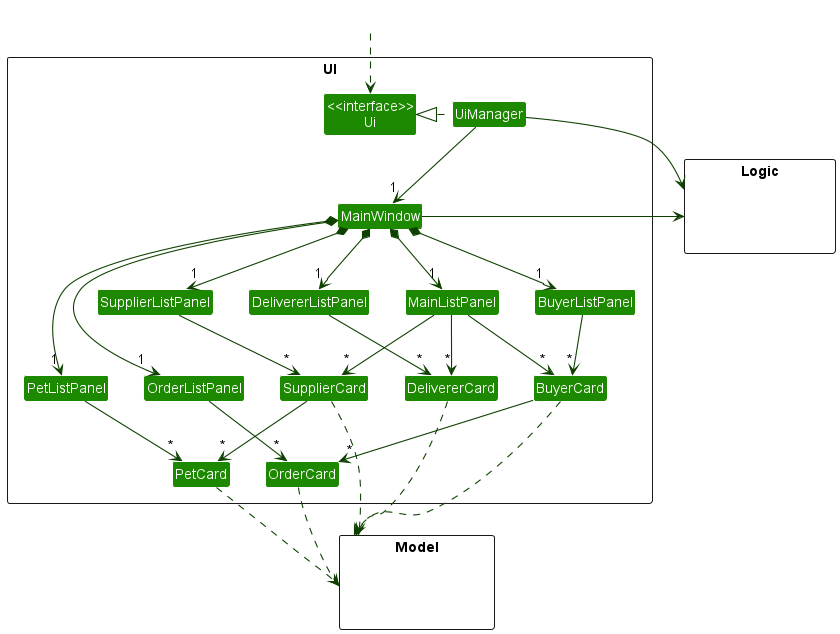 UI
<<interface>>
Ui
UiManager
Logic
1
MainWindow
1
1
1
1
SupplierListPanel
DelivererListPanel
MainListPanel
BuyerListPanel
1
1
*
*
*
*
*
*
PetListPanel
OrderListPanel
SupplierCard
DelivererCard
BuyerCard
*
*
*
*
PetCard
OrderCard
Model